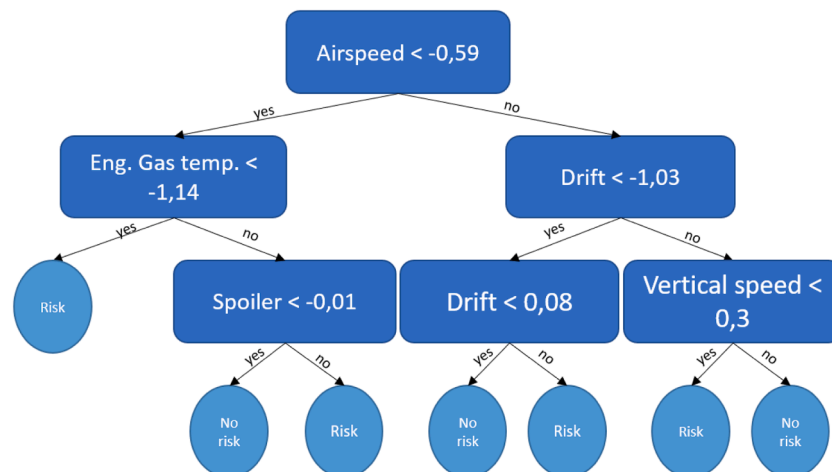 Airspeed < -0,59
yes
no
Eng. Gas temp. <
-1,14
Drift < -1,03
yes
no
yes
no
Risk
Spoiler < -0,01
Drift < 0,08
Vertical speed <
0,3
yes
no
yes
no
yes
no
No
risk
Risk
No
risk
Risk
Risk
No
risk